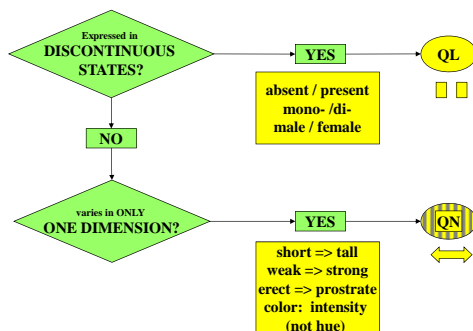 Expressed in
DISCONTINUOUS
STATES?
YES
QL
absent / present
mono- /di-
male / female
NO
varies in ONLY
ONE DIMENSION?
YES
QN
short => tall
weak => strong
erect => prostrate
color: intensity
(not hue)